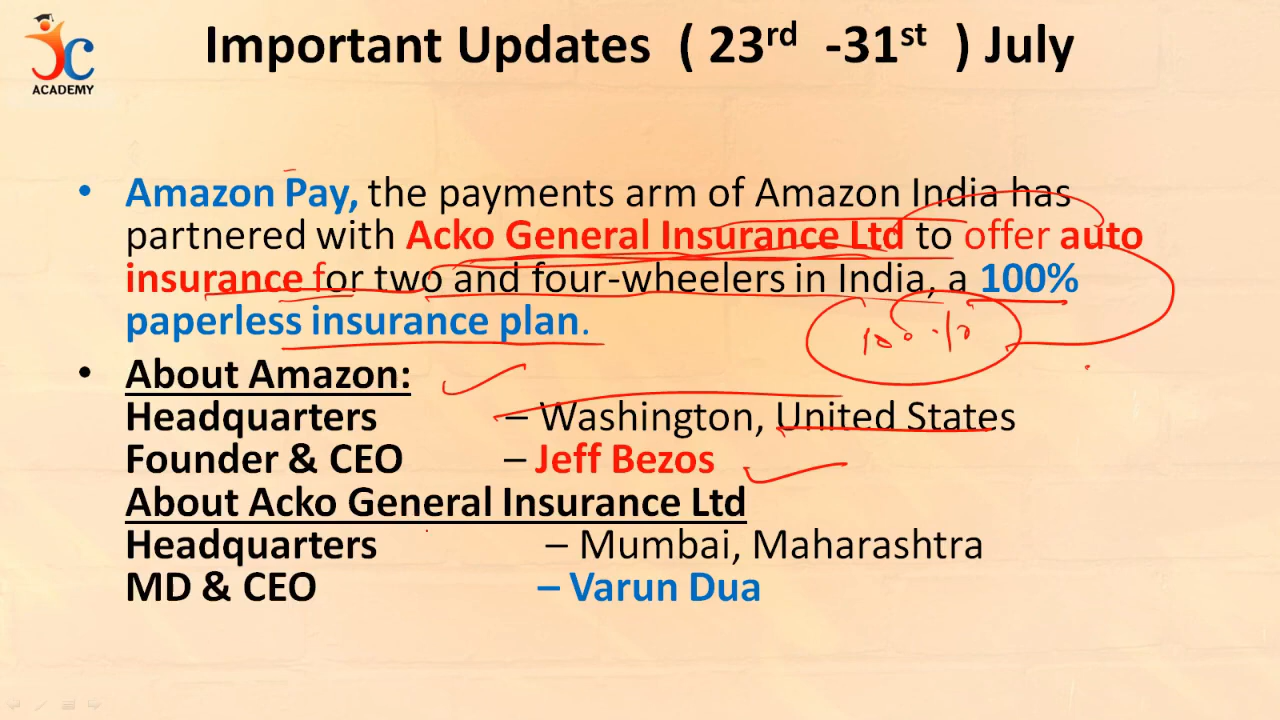 JC
ACADEMY
Important Updates ( 23rd -31st ) July
• Amazon Pay, the payments arm of Amazon India has
partnered with Acko General Insurance Ltd to offer auto
insurance for two and four-wheelers in India, a 100%
paperless insurance plan.
100 %
• About Amazon:
Headquarters – Washington, United States
Founder & CEO – Jeff Bezos
About Acko General Insurance Ltd
Headquarters – Mumbai, Maharashtra
MD & CEO – Varun Dua